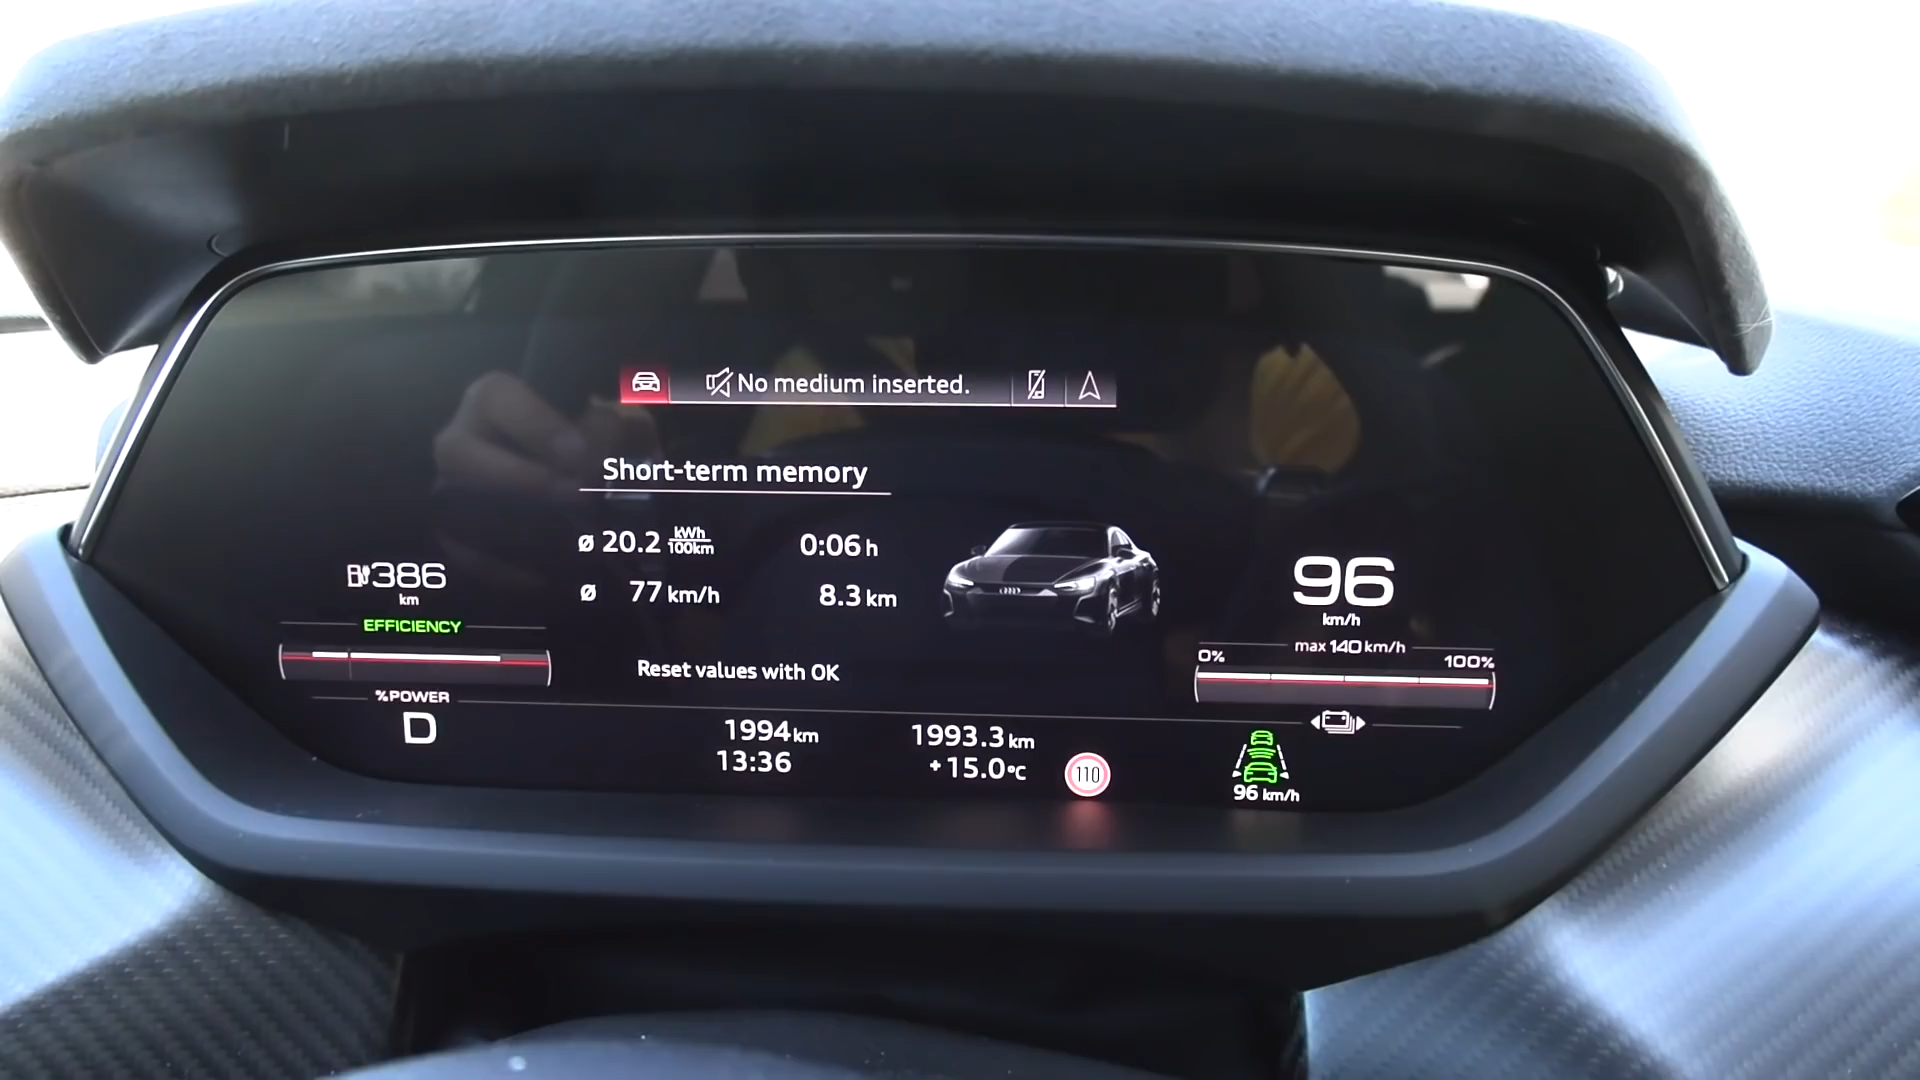 No medium inserted.
Short-term memory
ø 20.2 kWh/100km 0:06 h
ø 77 km/h 8.3 km
Reset values with OK
386
km
EFFICIENCY
%POWER
D
96
km/h
max 140 km/h
0% 100%
1994 km 1993.3 km
13:36 +15.0°C
110
96 km/h